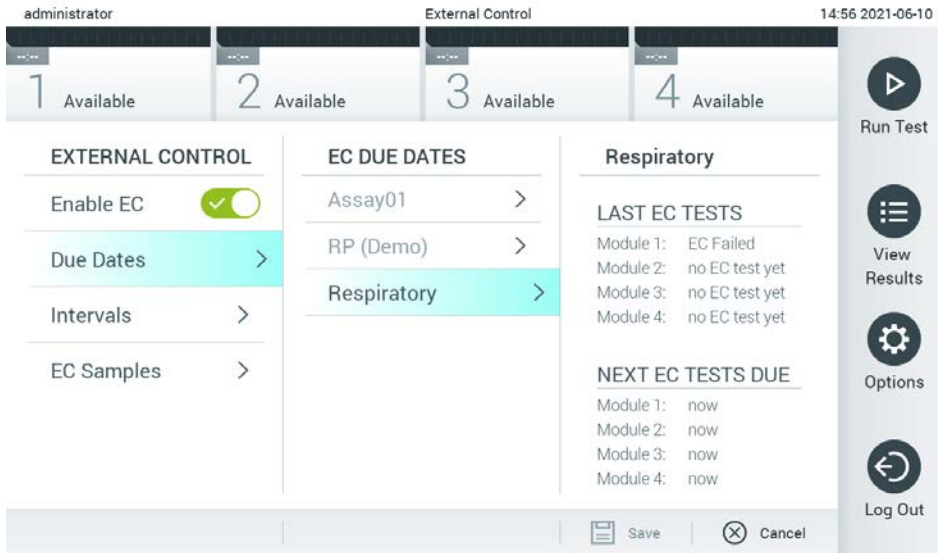 administrator External Control 14:56 2021-06-10
--:-- --:-- --:-- --:--
1 Available 2 Available 3 Available 4 Available
Run Test
View
Results
Options
Log Out
EXTERNAL CONTROL
Enable EC
Due Dates
Intervals
EC Samples
EC DUE DATES
Assay01
RP (Demo)
Respiratory
Respiratory
LAST EC TESTS
Module 1: EC Failed
Module 2: no EC test yet
Module 3: no EC test yet
Module 4: no EC test yet
NEXT EC TESTS DUE
Module 1: now
Module 2: now
Module 3: now
Module 4: now
Save Cancel